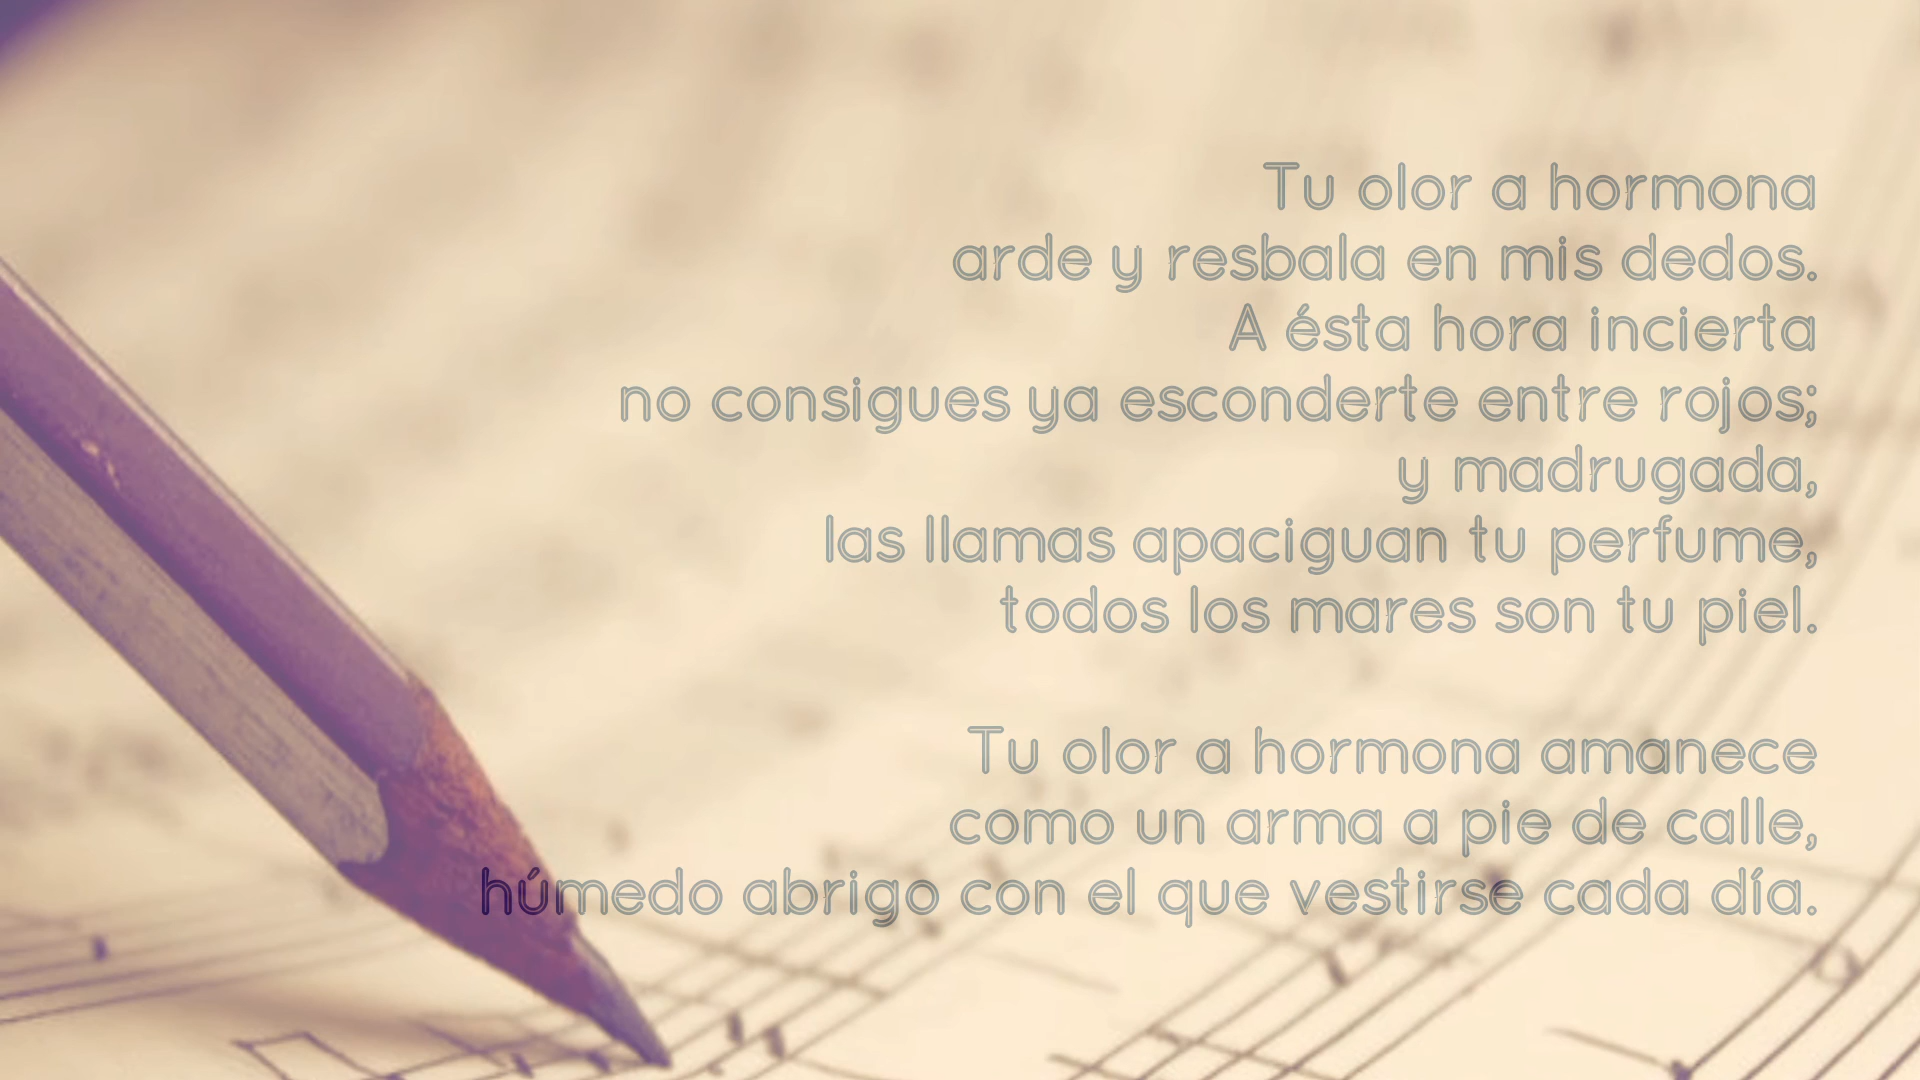 Tu olor a hormona
arde y resbala en mis dedos.
A ésta hora incierta
no consigues ya esconderte entre rojos;
y madrugada,
las llamas apaciguan tu perfume,
todos los mares son tu piel.
Tu olor a hormona amanece
como un arma a pie de calle,
húmedo abrigo con el que vestirse cada día.